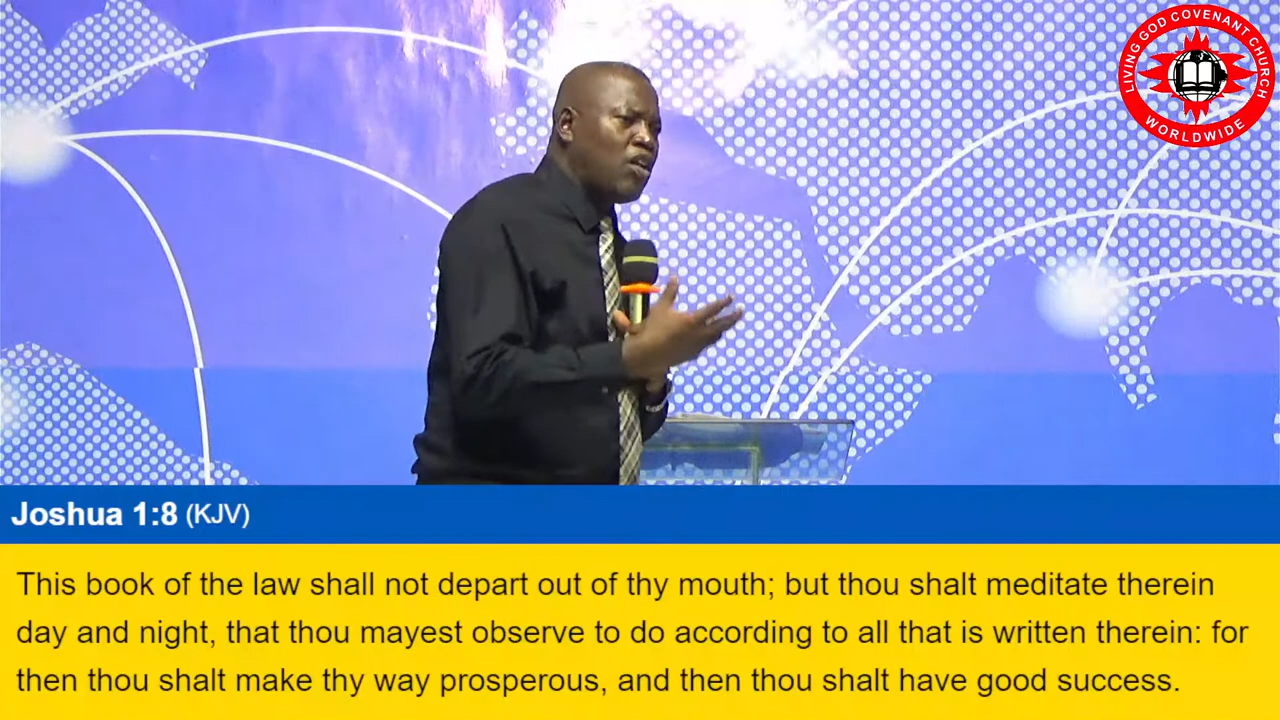 LIVING GOD COVENANT CHURCH
WORLDWIDE
Joshua 1:8 (KJV)
This book of the law shall not depart out of thy mouth; but thou shalt meditate therein
day and night, that thou mayest observe to do according to all that is written therein: for
then thou shalt make thy way prosperous, and then thou shalt have good success.